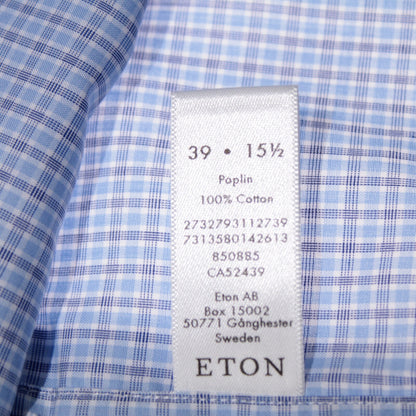 39 • 15½
Poplin
100% Cotton
2732793112739
7313580142613
850885
CA52439
Eton AB
Box 15002
50771 Gånghester
Sweden
ETON